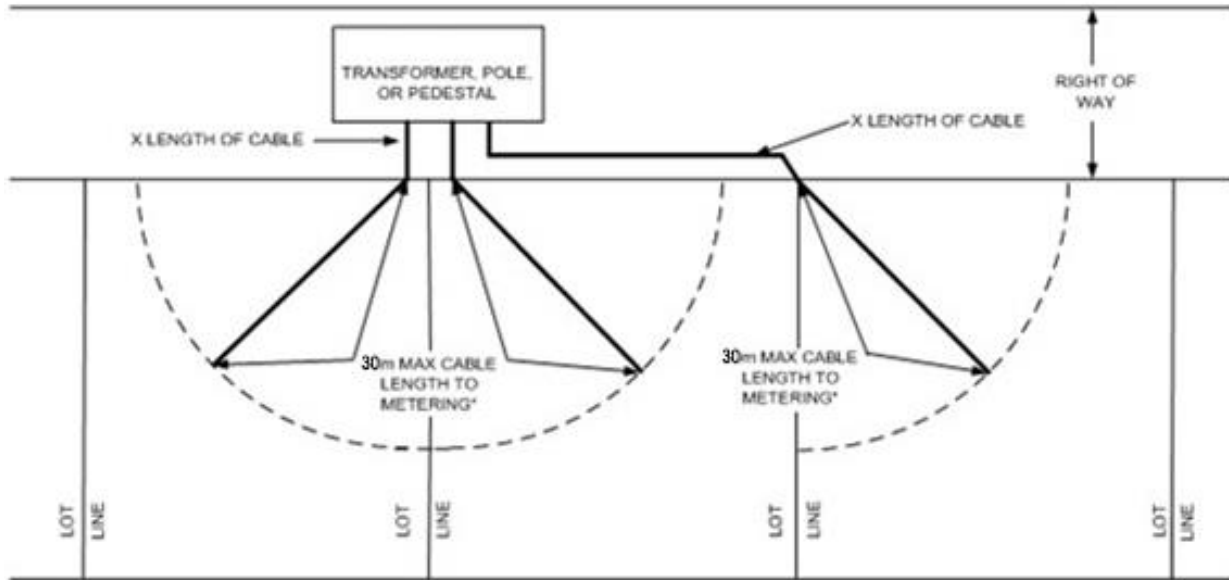 TRANSFORMER, POLE,
OR PEDESTAL
RIGHT OF
WAY
X LENGTH OF CABLE
X LENGTH OF CABLE
30m MAX CABLE
LENGTH TO
METERING*
30m MAX CABLE
LENGTH TO
METERING*
LOT
LINE
LOT
LINE
LOT
LINE
LOT
LINE